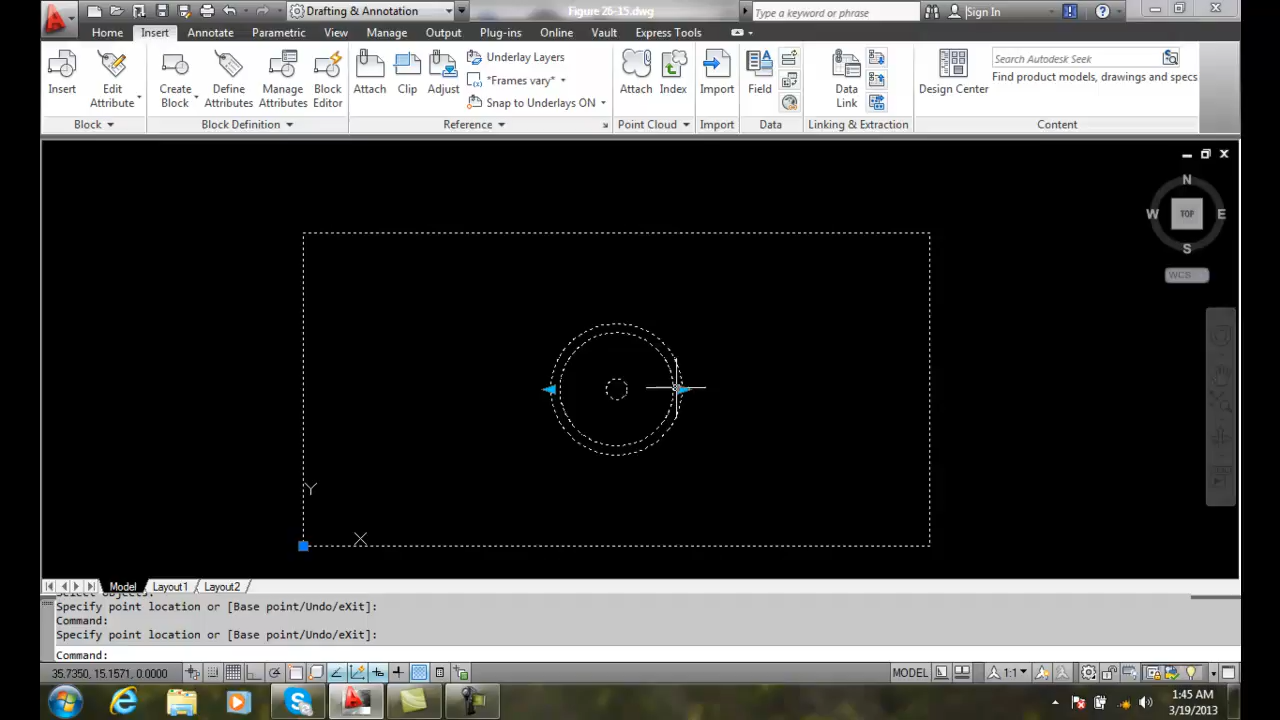 Drafting & Annotation
Figure 26-15.dwg
Type a keyword or phrase
Sign In
Home Insert Annotate Parametric View Manage Output Plug-ins Online Vault Express Tools
Insert
Edit Attribute
Create Block
Define Attributes
Manage Attributes
Block Editor
Attach
Clip
Adjust
Underlay Layers
*Frames vary*
Snap to Underlays ON
Attach
Index
Import
Field
Data Link
Design Center
Search Autodesk Seek
Find product models, drawings and specs
Block
Block Definition
Reference
Point Cloud
Import
Data
Linking & Extraction
Content
N
W TOP E
S
WCS
Y
X
Model Layout1 Layout2
Select objects:
Specify point location or [Base point/Undo/eXit]:
Command:
Specify point location or [Base point/Undo/eXit]:
Command:
35.7350, 15.1571, 0.0000
MODEL
1:1
1:45 AM
3/19/2013